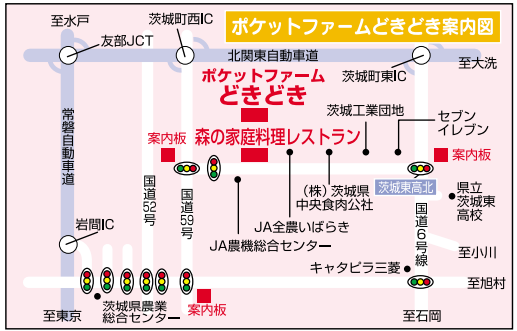 ポケットファームどきどき案内図
至水戸
茨城町西IC
友部JCT
北関東自動車道
茨城町東IC
至大洗
ポケットファーム
どきどき
森の家庭料理レストラン
茨城工業団地
セブン
イレブン
案内板
案内板
常磐自動車道
国道52号
国道59号
(株)茨城県
中央食肉公社
茨城東高北
国道6号線
県立
茨城東
高校
JA全農いばらき
JA農機総合センター
岩間IC
至小川
キャタピラ三菱
至旭村
案内板
茨城県農業
総合センター
至東京
至石岡